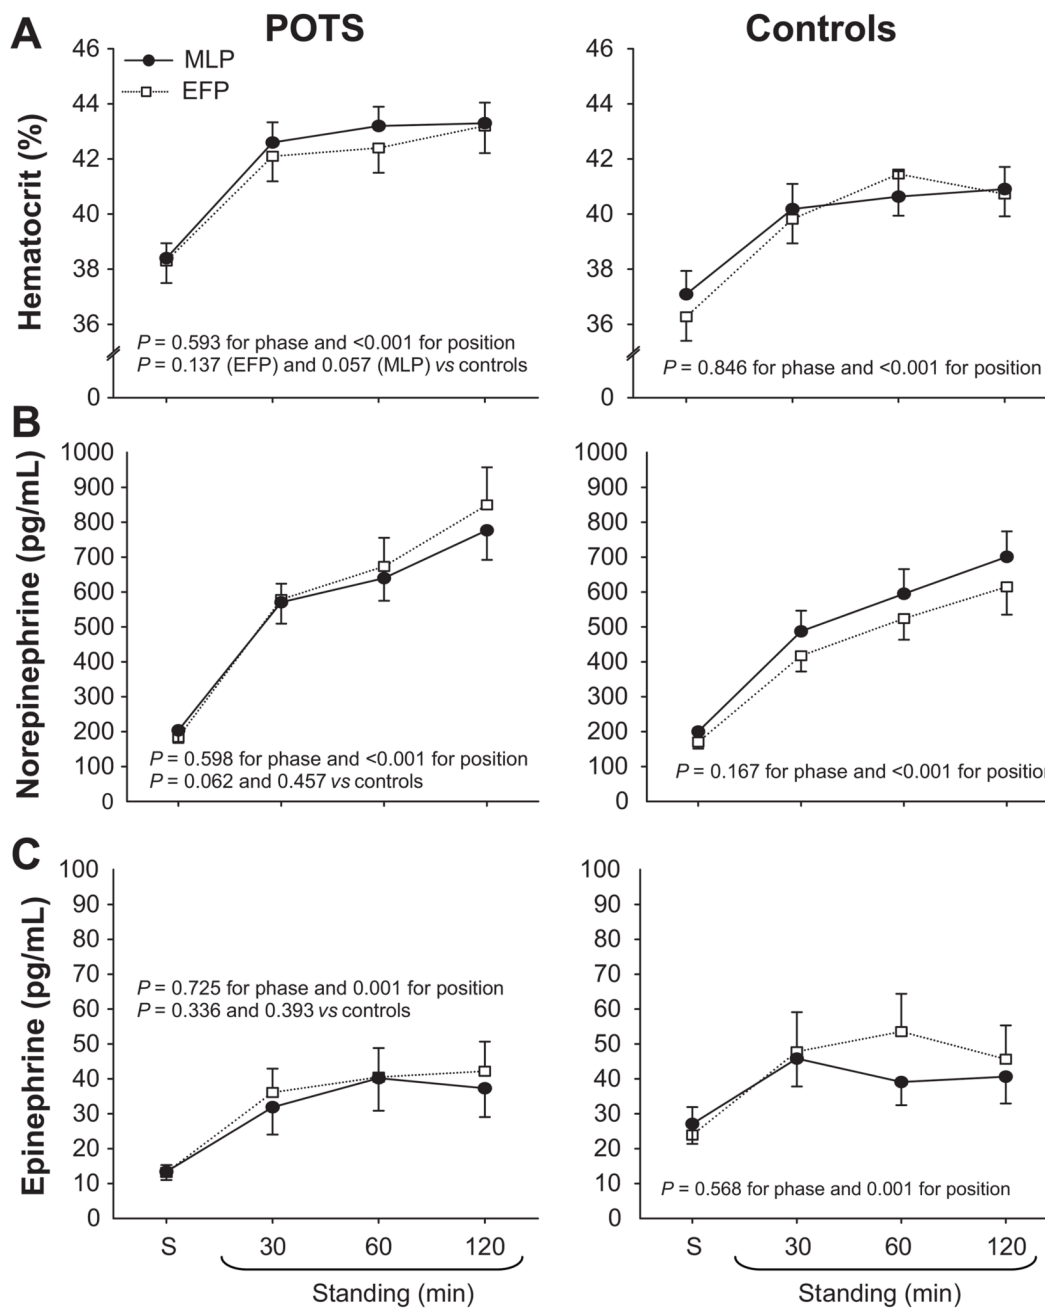 A
POTS
Controls
MLP
EFP
Hematocrit (%)
46
44
42
40
38
36
0
P = 0.593 for phase and <0.001 for position
P = 0.137 (EFP) and 0.057 (MLP) vs controls
46
44
42
40
38
36
0
P = 0.846 for phase and <0.001 for position
B
Norepinephrine (pg/mL)
1000
900
800
700
600
500
400
300
200
100
0
P = 0.598 for phase and <0.001 for position
P = 0.062 and 0.457 vs controls
1000
900
800
700
600
500
400
300
200
100
0
P = 0.167 for phase and <0.001 for position
C
Epinephrine (pg/mL)
100
90
80
70
60
50
40
30
20
10
0
P = 0.725 for phase and 0.001 for position
P = 0.336 and 0.393 vs controls
S 30 60 120
Standing (min)
100
90
80
70
60
50
40
30
20
10
0
P = 0.568 for phase and 0.001 for position
S 30 60 120
Standing (min)